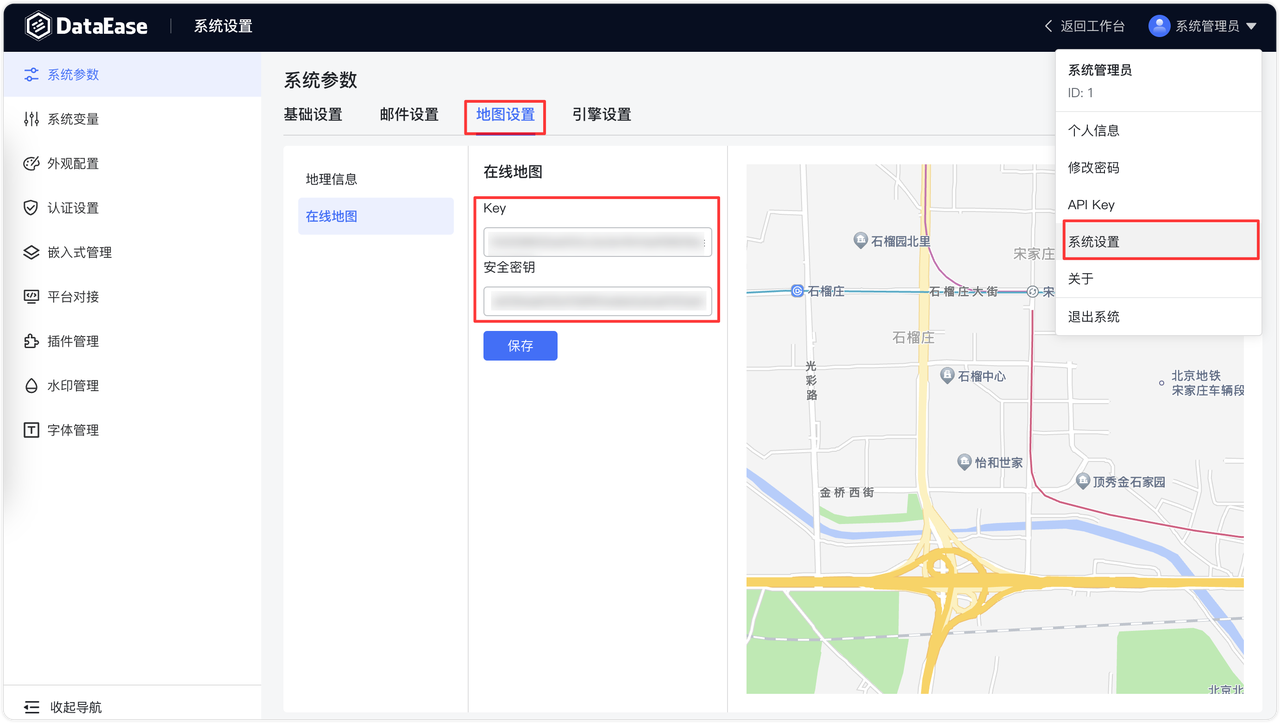 DataEase
系统设置
返回工作台
系统管理员
系统参数
系统变量
外观配置
认证设置
嵌入式管理
平台对接
插件管理
水印管理
字体管理
收起导航
系统参数
基础设置
邮件设置
地图设置
引擎设置
地理信息
在线地图
在线地图
Key
安全密钥
保存
石榴园北里
宋家庄
石榴庄
石榴庄大街
宋
石榴庄
光彩路
石榴中心
北京地铁
宋家庄车辆段
怡和世家
顶秀金石家园
金桥西街
系统管理员
ID: 1
个人信息
修改密码
API Key
系统设置
关于
退出系统